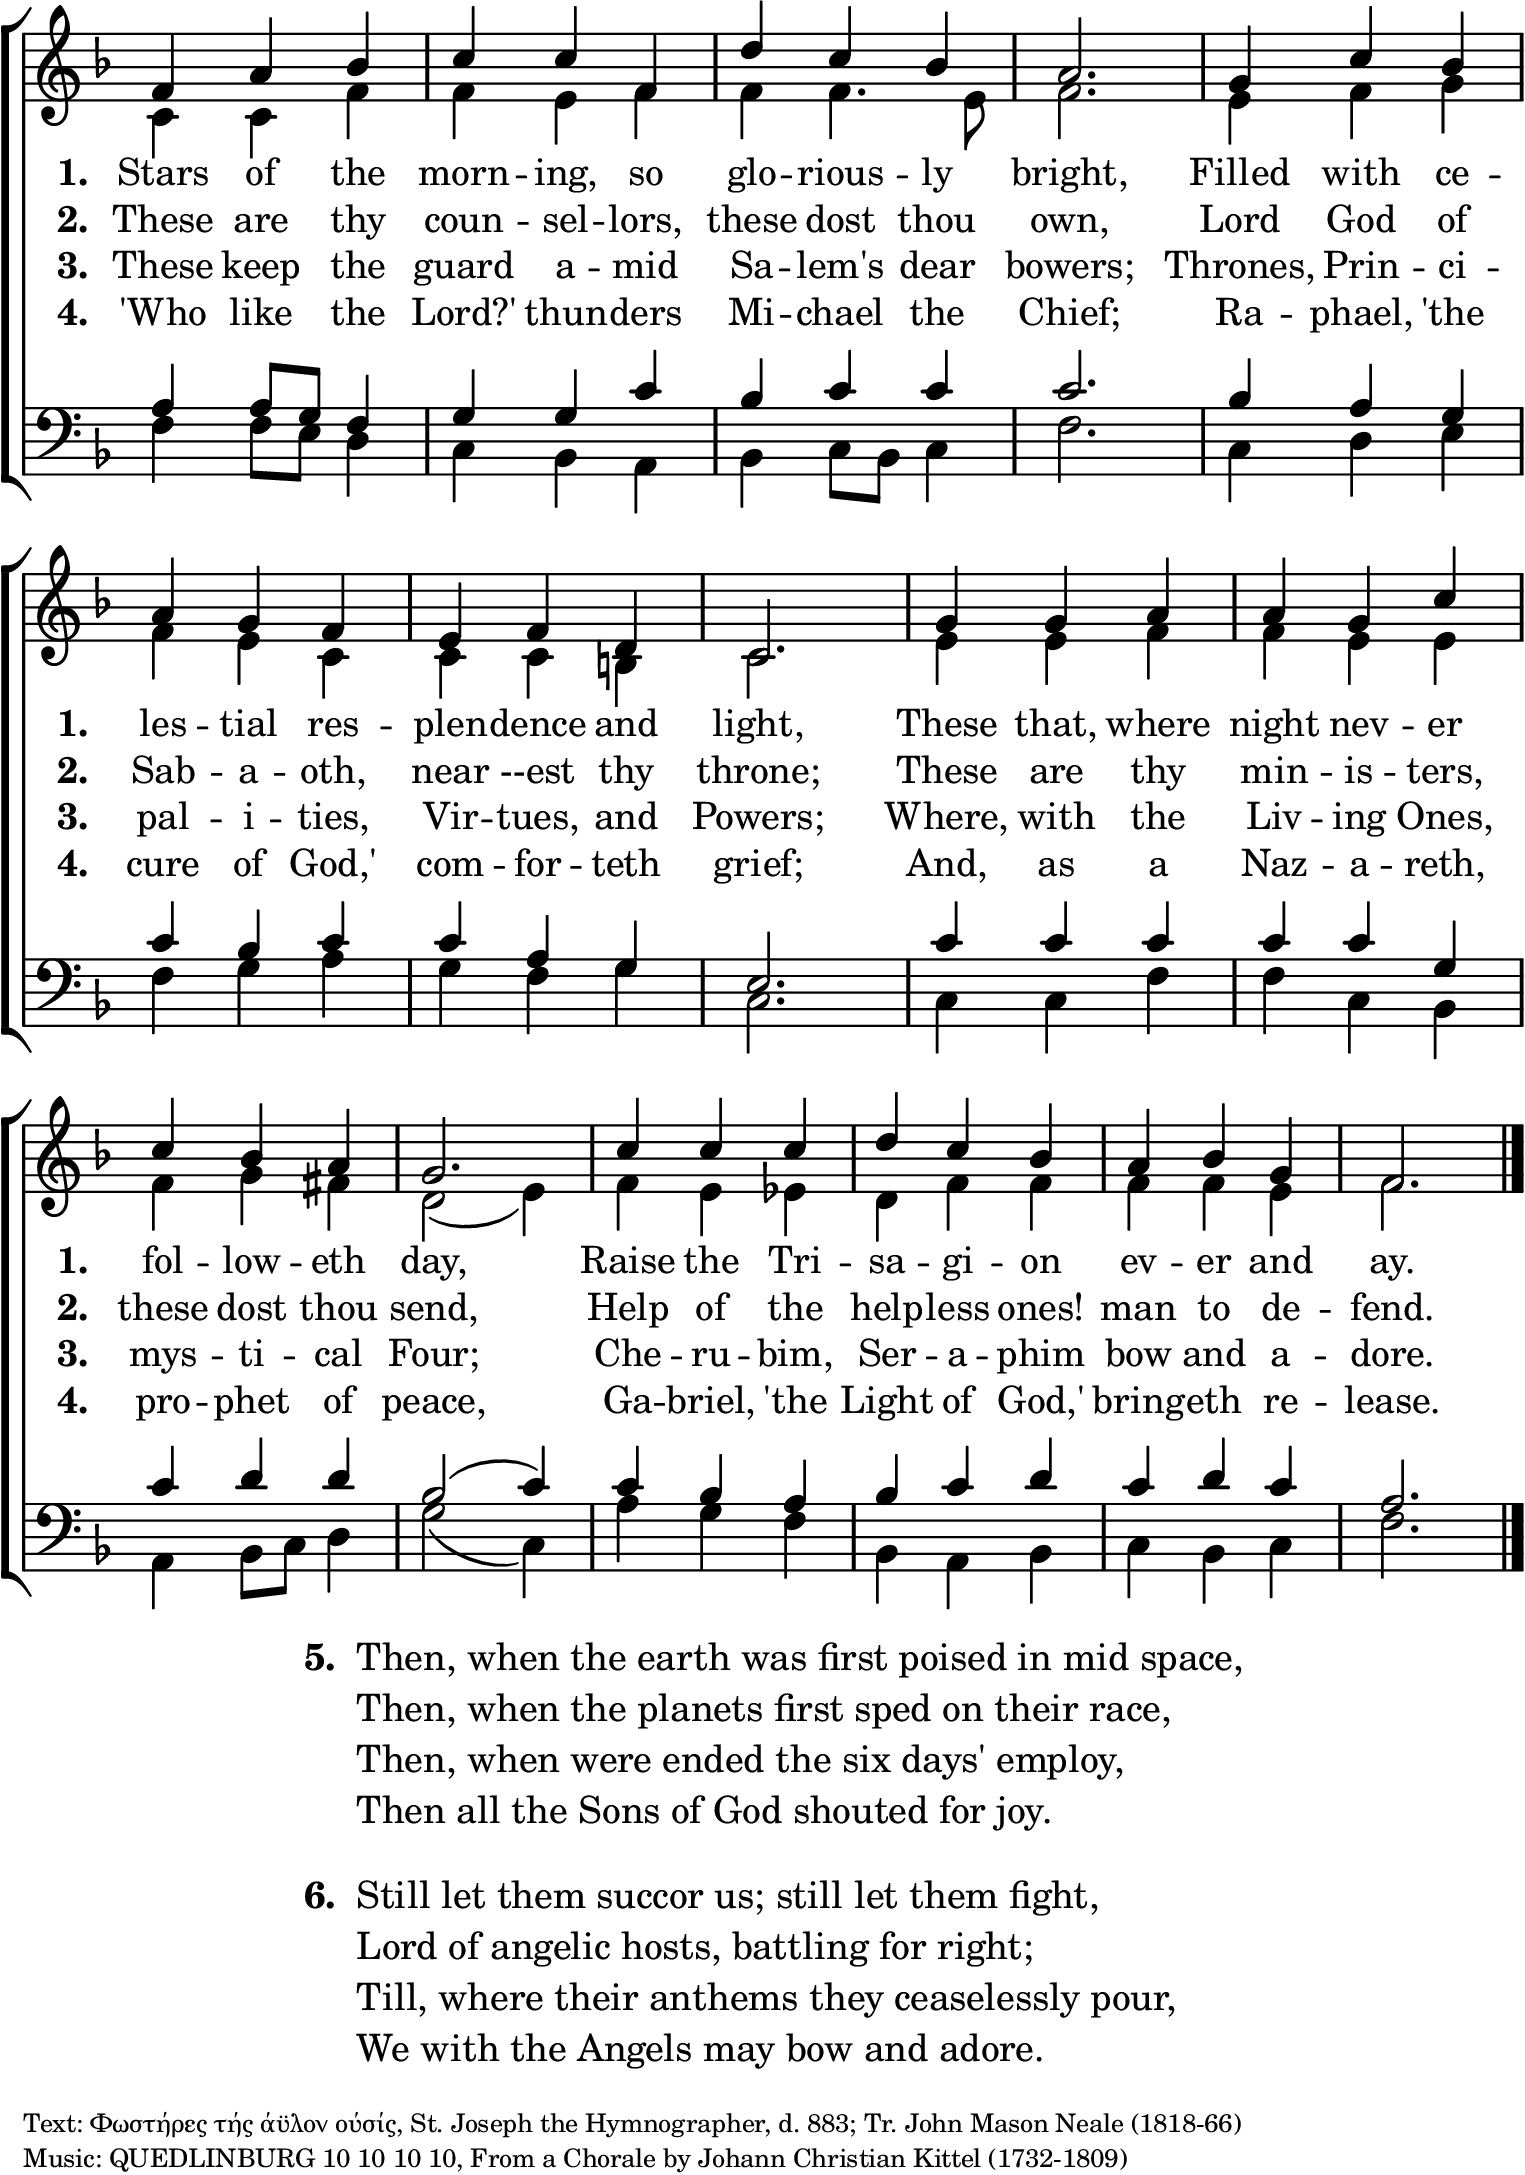 1. Stars of the morn -- ing, so glo -- rious -- ly bright, Filled with ce --
2. These are thy coun -- sel -- lors, these dost thou own, Lord God of
3. These keep the guard a -- mid Sa -- lem's dear bowers; Thrones, Prin -- ci --
4. 'Who like the Lord?' thunders Mi -- chael the Chief; Ra -- phael, 'the
1. les -- tial res -- plendence and light, These that, where night nev -- er
2. Sab -- a -- oth, near --est thy throne; These are thy min -- is -- ters,
3. pal -- i -- ties, Vir -- tues, and Powers; Where, with the Liv -- ing Ones,
4. cure of God,' com -- for -- teth grief; And, as a Naz -- a -- reth,
1. fol -- low -- eth day, Raise the Tri -- sa -- gi -- on ev -- er and ay.
2. these dost thou send, Help of the helpless ones! man to de -- fend.
3. mys -- ti -- cal Four; Che -- ru -- bim, Ser -- a -- phim bow and a -- dore.
4. pro -- phet of peace, Ga -- briel, 'the Light of God,' bringeth re -- lease.
5. Then, when the earth was first poised in mid space,
Then, when the planets first sped on their race,
Then, when were ended the six days' employ,
Then all the Sons of God shouted for joy.
6. Still let them succor us; still let them fight,
Lord of angelic hosts, battling for right;
Till, where their anthems they ceaselessly pour,
We with the Angels may bow and adore.
Text: Φωστήρες τής άϋλον ούσίς, St. Joseph the Hymnographer, d. 883; Tr. John Mason Neale (1818-66)
Music: QUEDLINBURG 10 10 10 10, From a Chorale by Johann Christian Kittel (1732-1809)